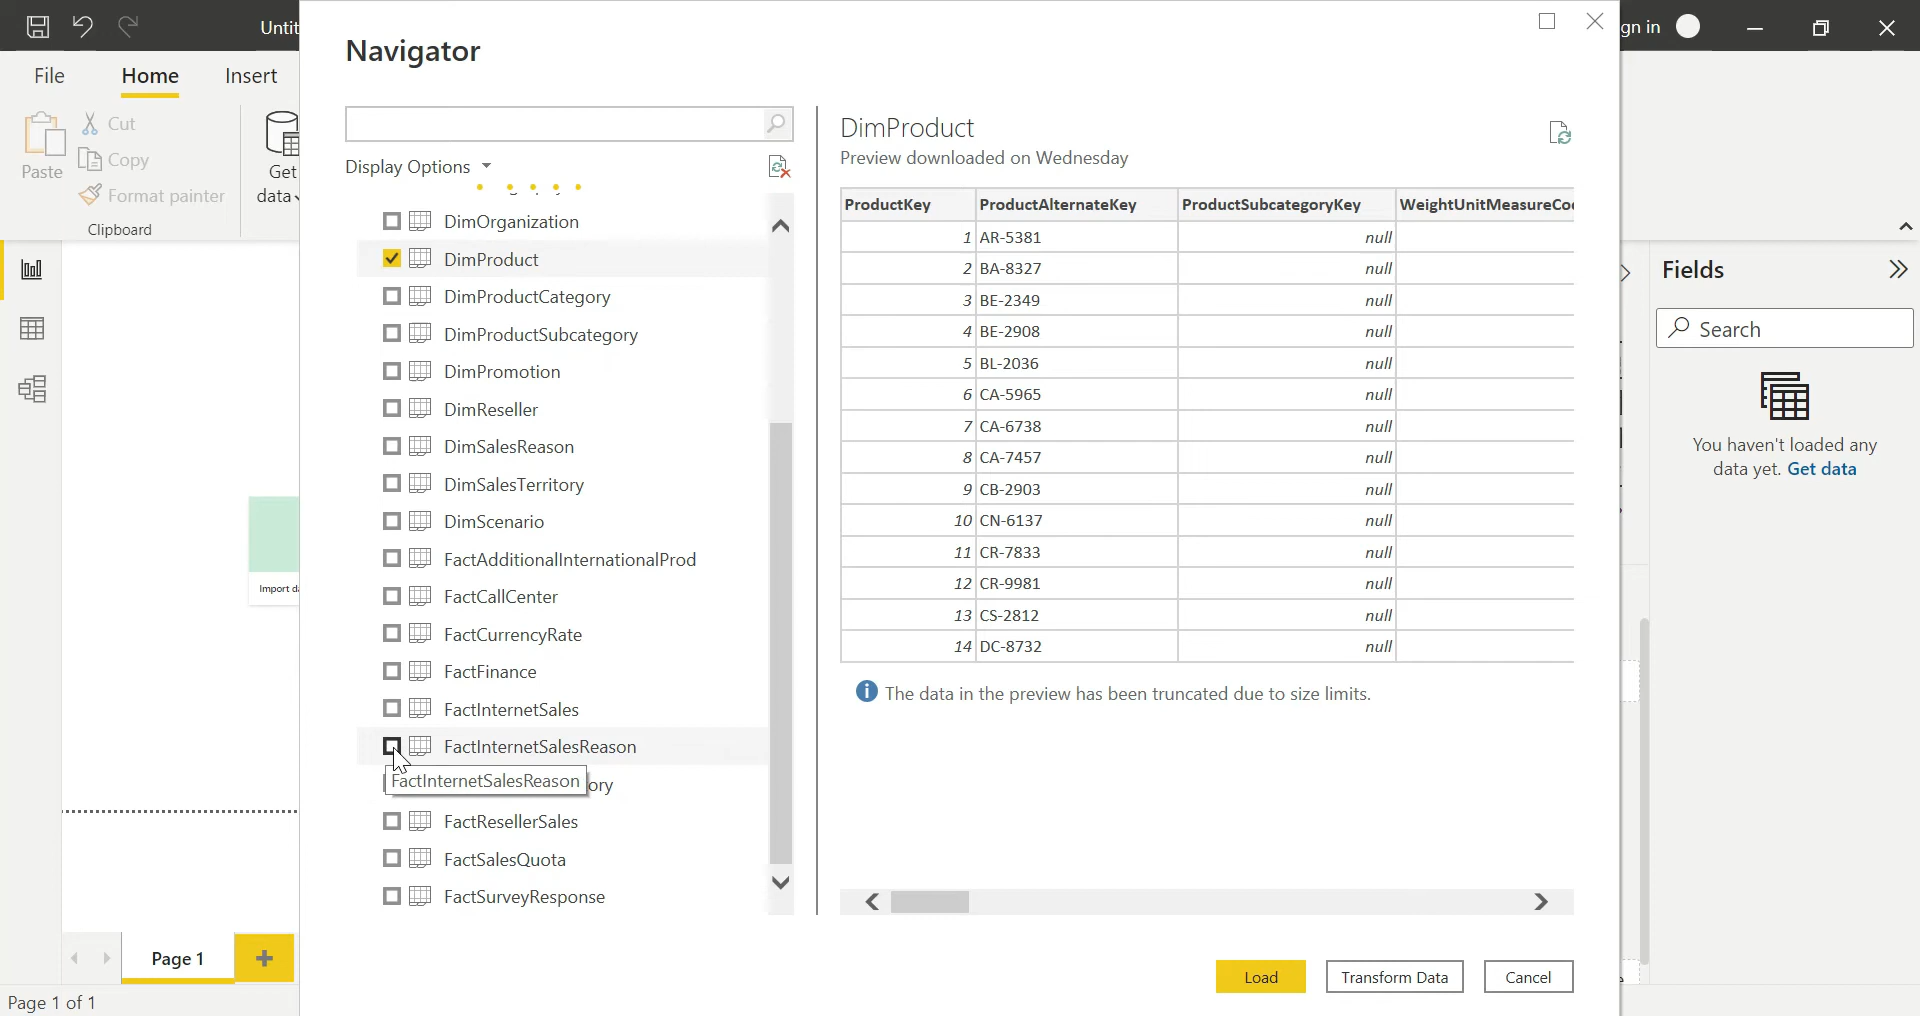 Untit
gn in
File
Home
Insert
Paste
Cut
Copy
Format painter
Get
data
Clipboard
Import da
Page 1
Page 1 of 1
Navigator
Display Options
DimOrganization
DimProduct
DimProductCategory
DimProductSubcategory
DimPromotion
DimReseller
DimSalesReason
DimSalesTerritory
DimScenario
FactAdditionalInternationalProd
FactCallCenter
FactCurrencyRate
FactFinance
FactInternetSales
FactInternetSalesReason
FactInternetSalesReason
ory
FactResellerSales
FactSalesQuota
FactSurveyResponse
DimProduct
Preview downloaded on Wednesday
ProductKey ProductAlternateKey ProductSubcategoryKey WeightUnitMeasureCod
1 AR-5381 null
2 BA-8327 null
3 BE-2349 null
4 BE-2908 null
5 BL-2036 null
6 CA-5965 null
7 CA-6738 null
8 CA-7457 null
9 CB-2903 null
10 CN-6137 null
11 CR-7833 null
12 CR-9981 null
13 CS-2812 null
14 DC-8732 null
The data in the preview has been truncated due to size limits.
Load
Transform Data
Cancel
Fields
Search
You haven't loaded any
data yet. Get data